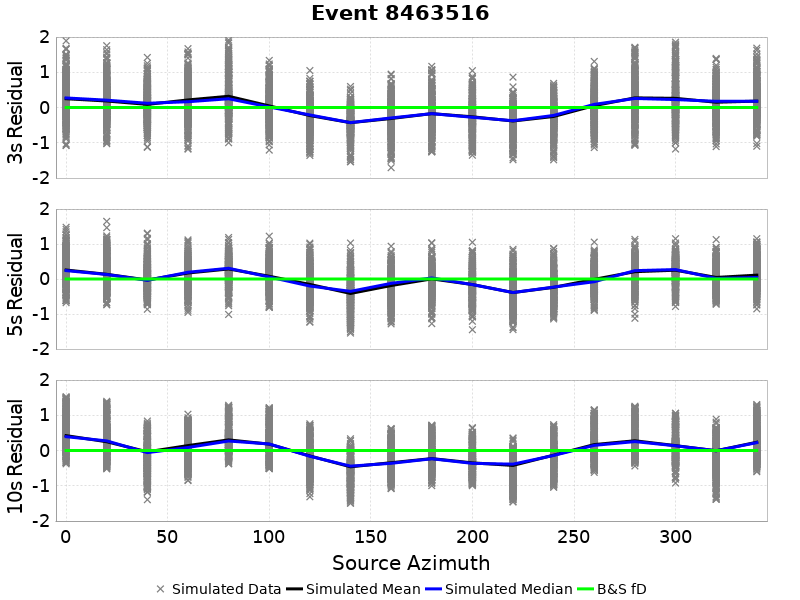 Event 8463516
3s Residual
2
1
0
-1
-2
5s Residual
2
1
0
-1
-2
10s Residual
2
1
0
-1
-2
0 50 100 150 200 250 300
Source Azimuth
Simulated Data Simulated Mean Simulated Median B&S fD